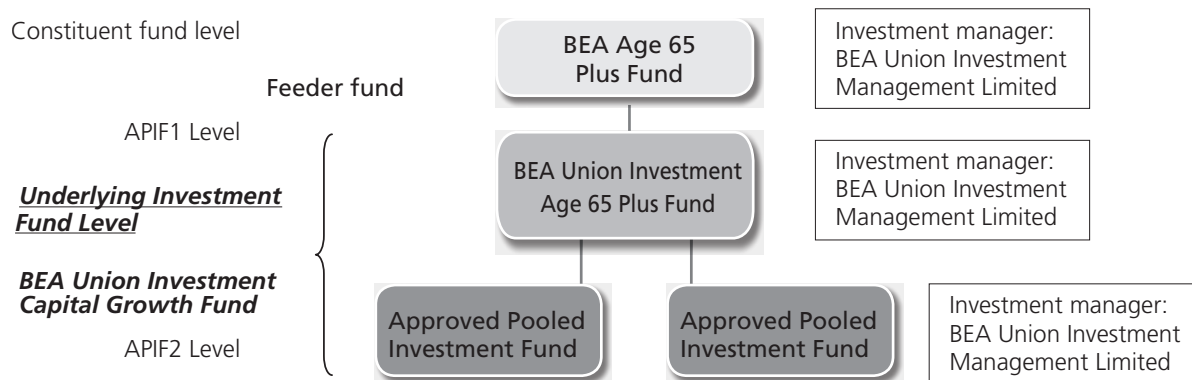 Constituent fund level
BEA Age 65
Plus Fund
Investment manager:
BEA Union Investment
Management Limited
Feeder fund
APIF1 Level
Underlying Investment
Fund Level
BEA Union Investment
Age 65 Plus Fund
Investment manager:
BEA Union Investment
Management Limited
BEA Union Investment
Capital Growth Fund
APIF2 Level
Approved Pooled
Investment Fund
Approved Pooled
Investment Fund
Investment manager:
BEA Union Investment
Management Limited